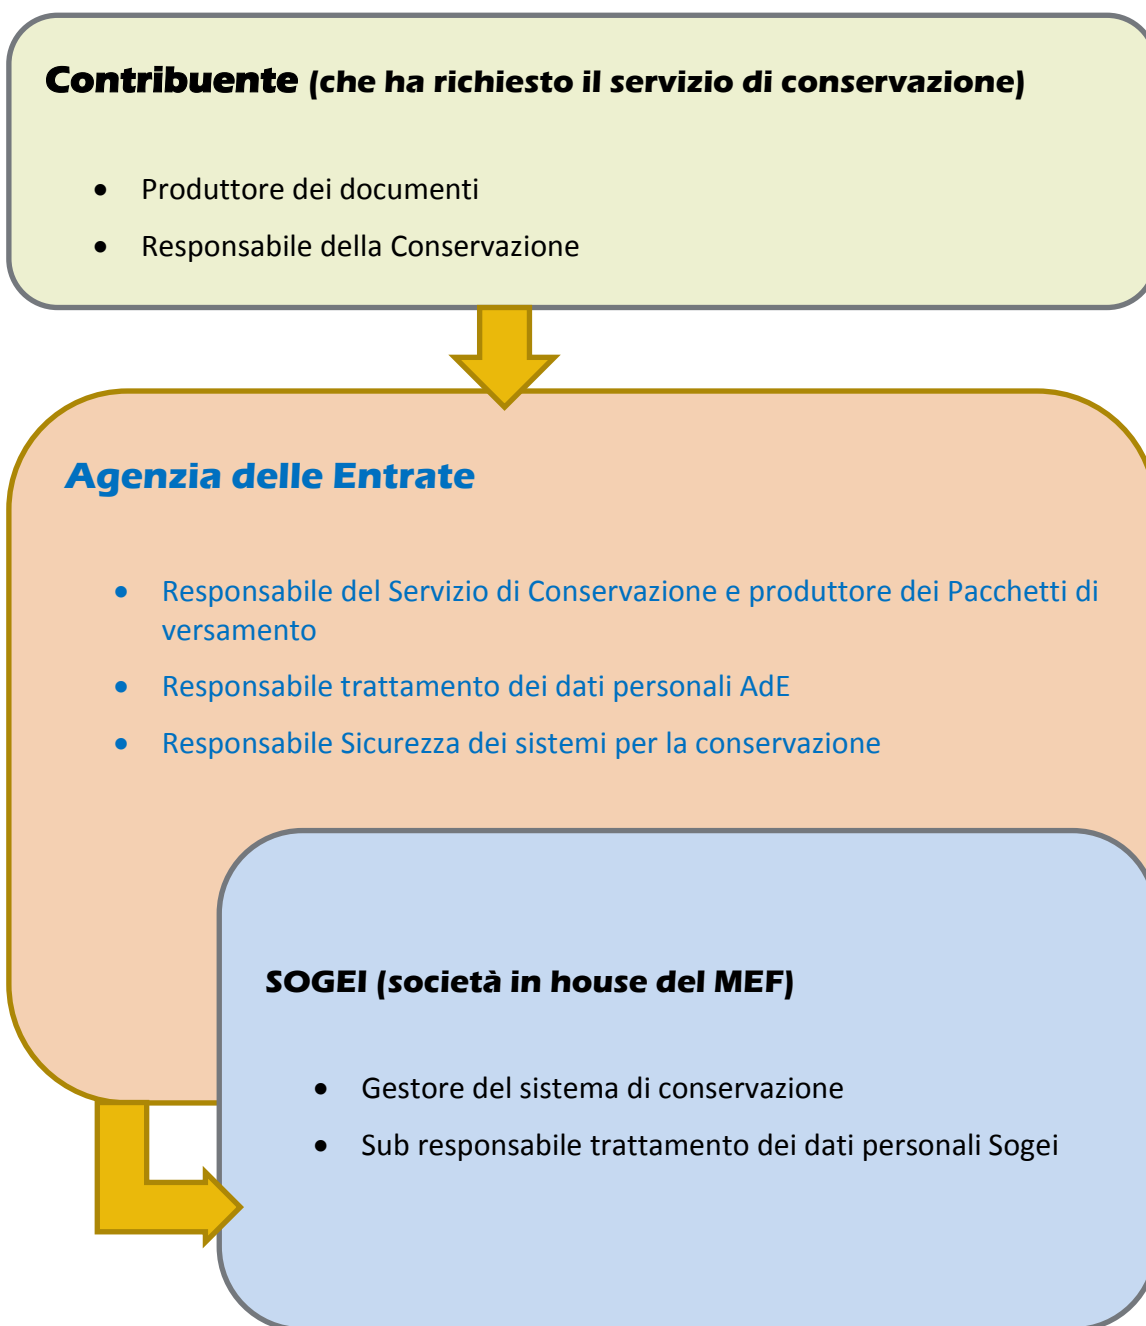 Contribuente (che ha richiesto il servizio di conservazione)
• Produttore dei documenti
• Responsabile della Conservazione
Agenzia delle Entrate
• Responsabile del Servizio di Conservazione e produttore dei Pacchetti di
versamento
• Responsabile trattamento dei dati personali AdE
• Responsabile Sicurezza dei sistemi per la conservazione
SOGEI (società in house del MEF)
• Gestore del sistema di conservazione
• Sub responsabile trattamento dei dati personali Sogei